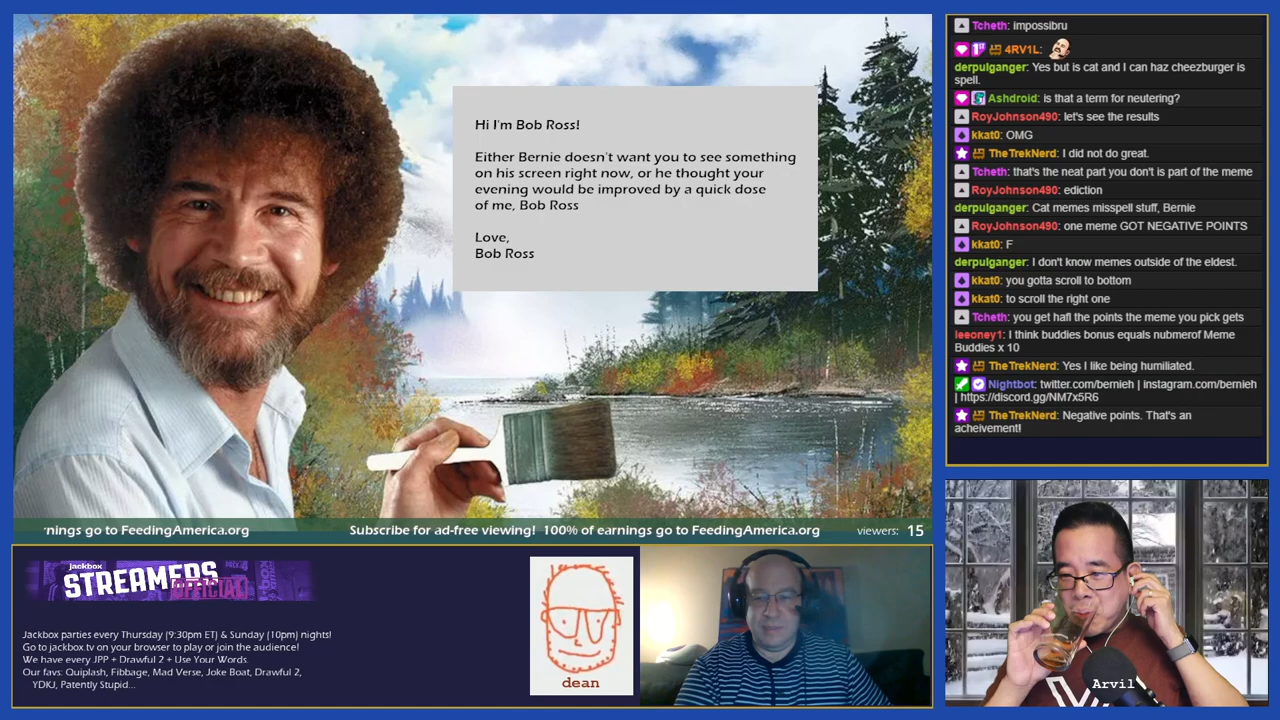 Hi I'm Bob Ross!
Either Bernie doesn't want you to see something
on his screen right now, or he thought your
evening would be improved by a quick dose
of me, Bob Ross
Love,
Bob Ross
nings go to FeedingAmerica.org
Subscribe for ad-free viewing! 100% of earnings go to FeedingAmerica.org
viewers: 15
jackbox
STREAMERS
OFFICIAL
Jackbox parties every Thursday (9:30pm ET) & Sunday (10pm) nights!
Go to jackbox.tv on your browser to play or join the audience!
We have every JPP + Drawful 2 + Use Your Words.
Our favs: Quiplash, Fibbage, Mad Verse, Joke Boat, Drawful 2,
YDKJ, Patently Stupid...
dean
Tcheth: impossibru
4RV1L:
derpulganger: Yes but is cat and I can haz cheezburger is
spell.
Ashdroid: is that a term for neutering?
RoyJohnson490: let's see the results
kkat0: OMG
TheTrekNerd: I did not do great.
Tcheth: that's the neat part you don't is part of the meme
RoyJohnson490: ediction
derpulganger: Cat memes misspell stuff, Bernie
RoyJohnson490: one meme GOT NEGATIVE POINTS
kkat0: F
derpulganger: I don't know memes outside of the eldest.
kkat0: you gotta scroll to bottom
kkat0: to scroll the right one
Tcheth: you get hafl the points the meme you pick gets
leeoney1: I think buddies bonus equals nubmerof Meme
Buddies x 10
TheTrekNerd: Yes I like being humiliated.
Nightbot: twitter.com/bernieh | instagram.com/bernieh
| https://discord.gg/NM7x5R6
TheTrekNerd: Negative points. That's an
acheivement!
Arvil